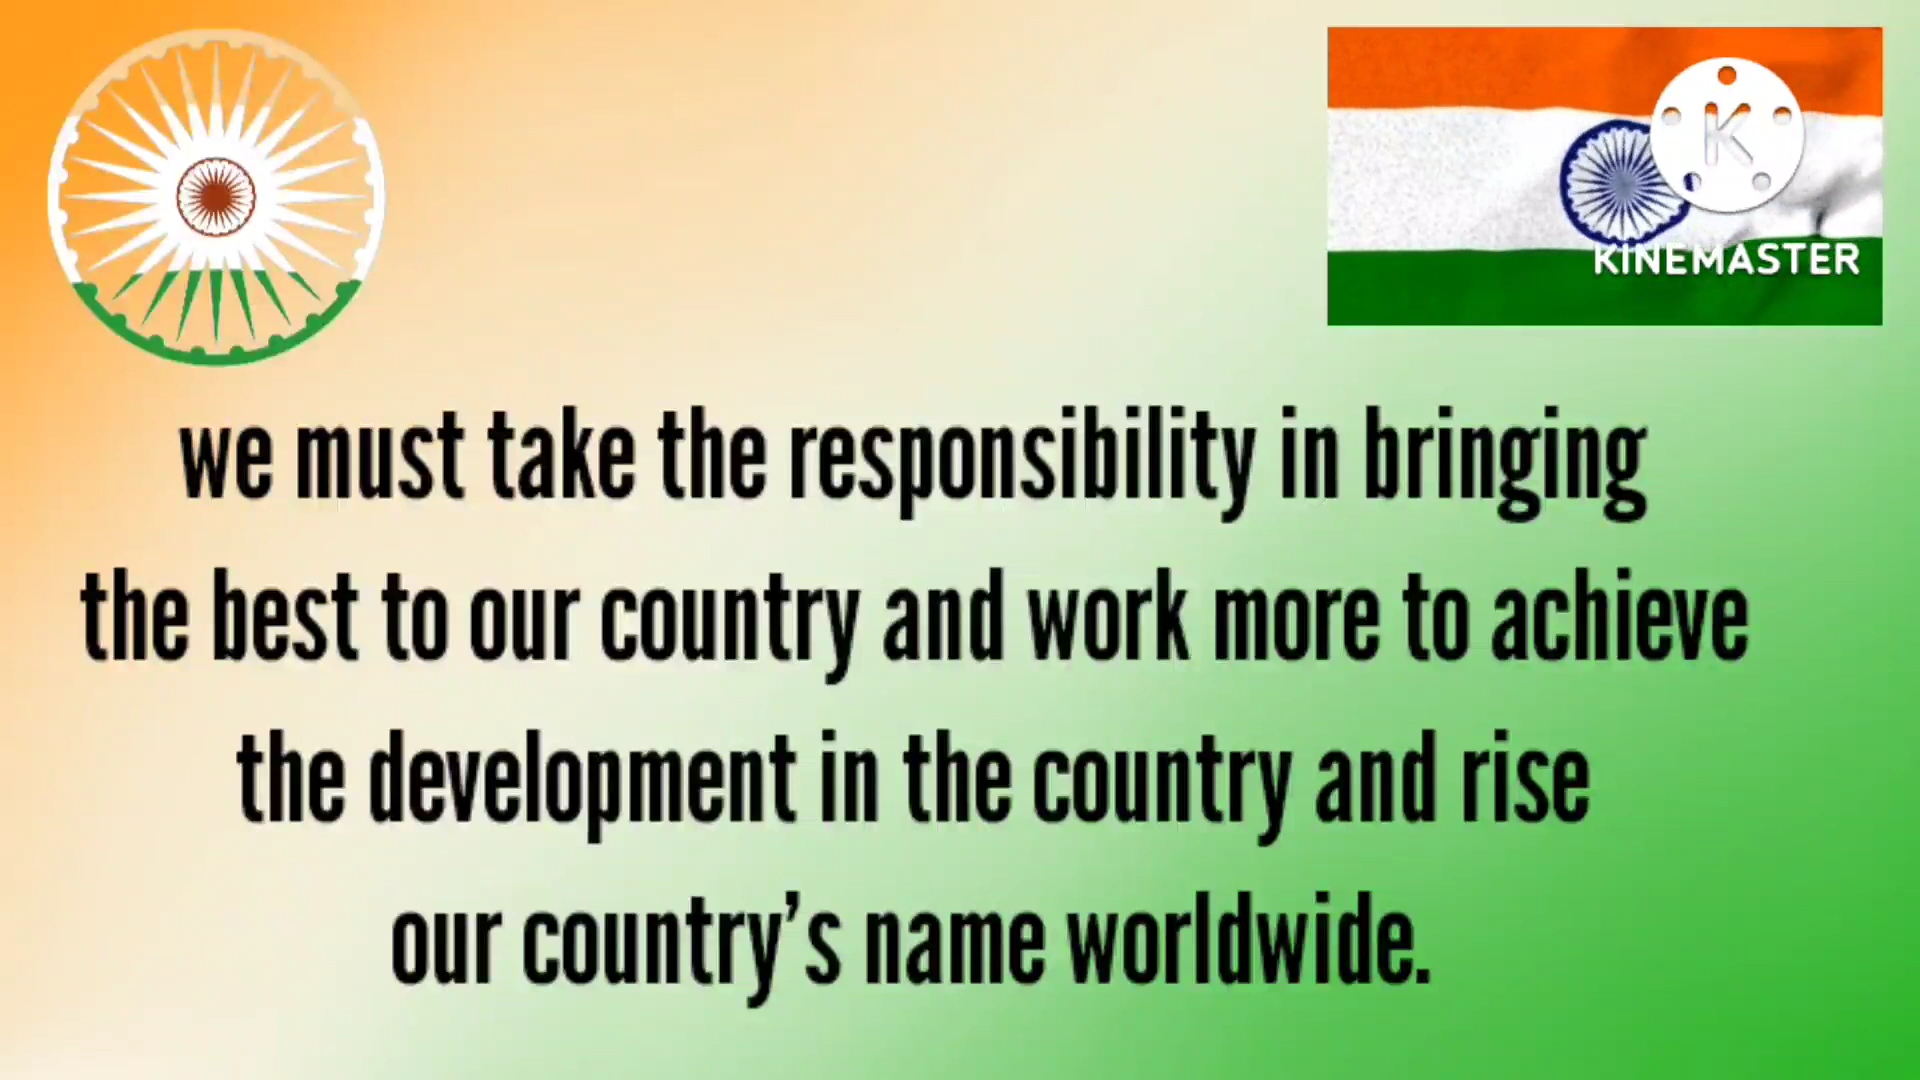 K
KINEMASTER
we must take the responsibility in bringing
the best to our country and work more to achieve
the development in the country and rise
our country’s name worldwide.